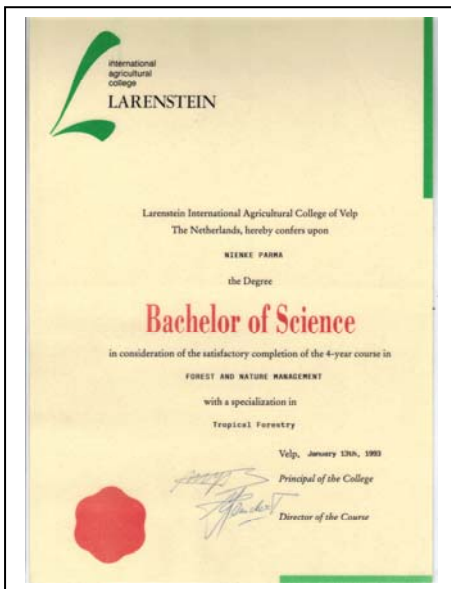 international
agricultural
college
LARENSTEIN
Larenstein International Agricultural College of Velp
The Netherlands, hereby confers upon
NIENKE PARMA
the Degree
Bachelor of Science
in consideration of the satisfactory completion of the 4-year course in
FOREST AND NATURE MANAGEMENT
with a specialization in
Tropical Forestry
Velp, January 13th, 1993
Principal of the College
Director of the Course